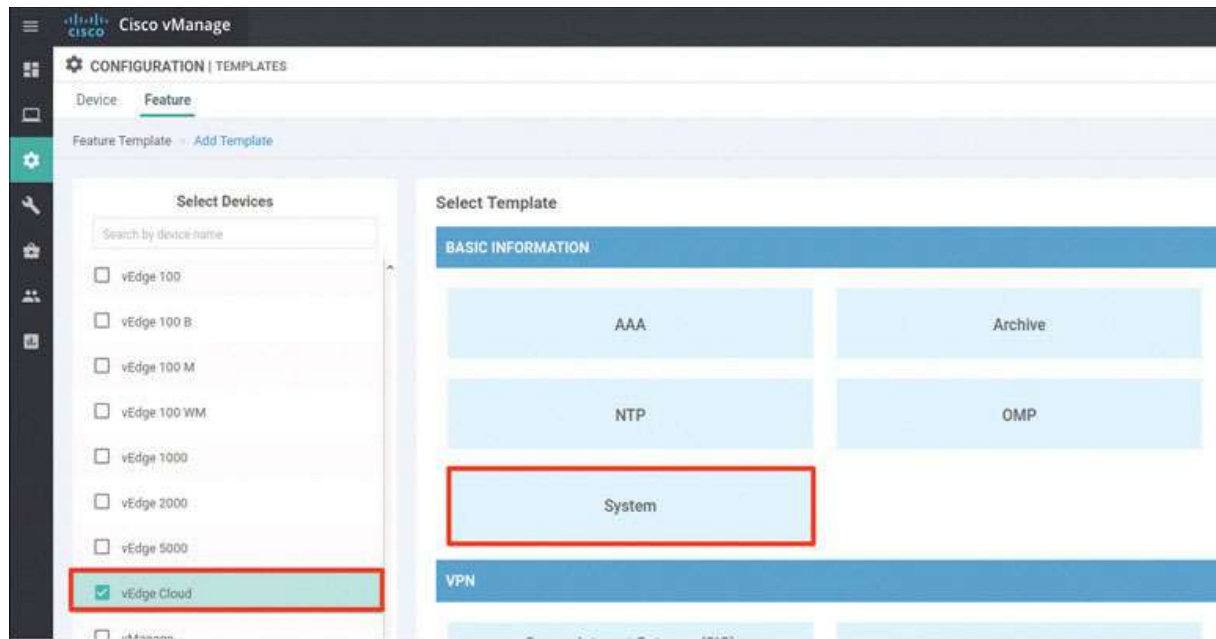 cisco Cisco vManage
CONFIGURATION | TEMPLATES
Device Feature
Feature Template Add Template
Select Devices
Search by device name
vEdge 100
vEdge 100 B
vEdge 100 M
vEdge 100 WM
vEdge 1000
vEdge 2000
vEdge 5000
vEdge Cloud
vManage
Select Template
BASIC INFORMATION
AAA
Archive
NTP
OMP
System
VPN